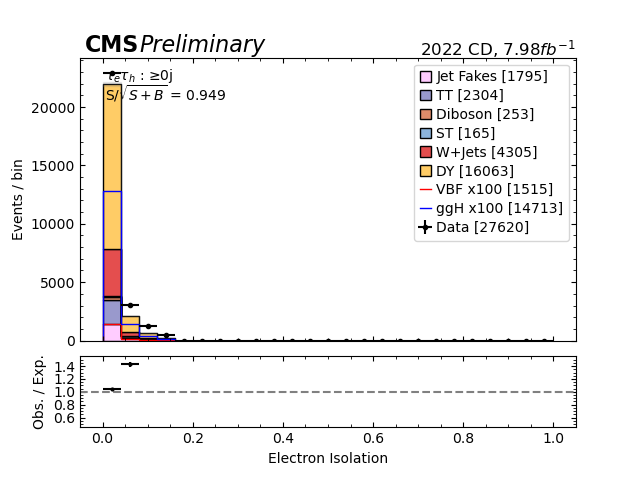 CMS Preliminary
2022 CD, 7.98fb⁻¹
τₑτₕ : ≥0j
S/√S + B = 0.949
Jet Fakes [1795]
TT [2304]
Diboson [253]
ST [165]
W+Jets [4305]
DY [16063]
VBF x100 [1515]
ggH x100 [14713]
Data [27620]
Events / bin
20000
15000
10000
5000
0
Obs. / Exp.
1.4
1.2
1.0
0.8
0.6
0.0 0.2 0.4 0.6 0.8 1.0
Electron Isolation